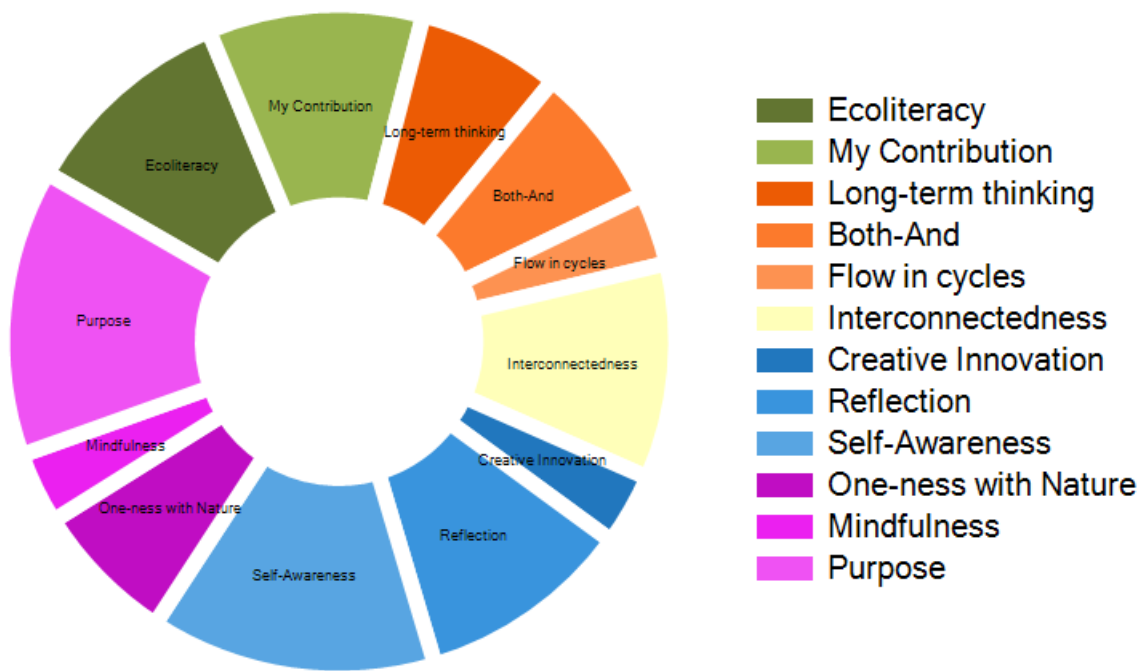 My Contribution
Long-term thinking
Ecoliteracy
Both-And
Flow in cycles
Purpose
Interconnectedness
Mindfulness
Creative Innovation
One-ness with Nature
Reflection
Self-Awareness
Ecoliteracy
My Contribution
Long-term thinking
Both-And
Flow in cycles
Interconnectedness
Creative Innovation
Reflection
Self-Awareness
One-ness with Nature
Mindfulness
Purpose